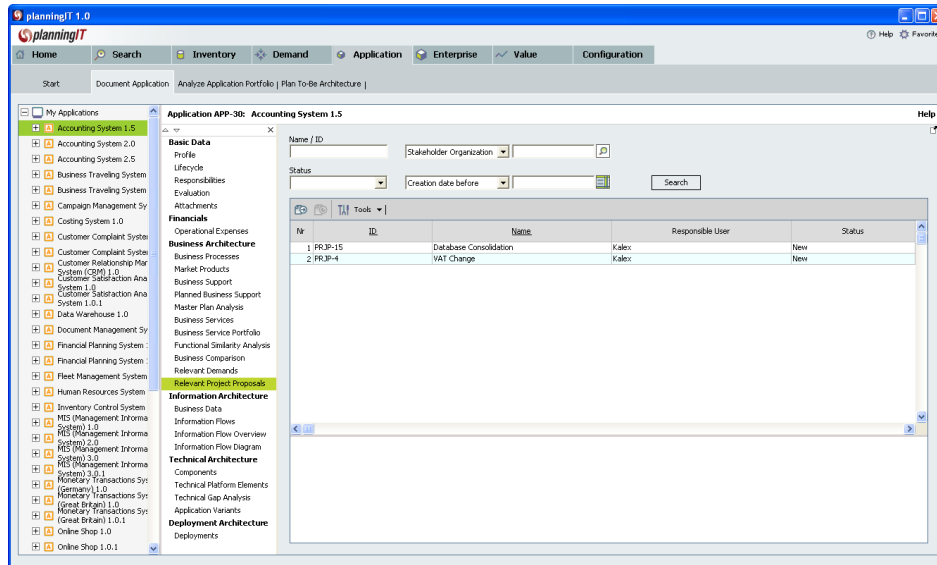 planningIT 1.0
planningIT
Help Favorite
Home Search Inventory Demand Application Enterprise Value Configuration
Start Document Application Analyze Application Portfolio | Plan To-Be Architecture |
My Applications
Accounting System 1.5
Accounting System 2.0
Accounting System 2.5
Business Traveling System
Business Traveling System
Campaign Management Sy
Costing System 1.0
Customer Complaint System
Customer Complaint System
Customer Relationship Mar
System (CRM) 1.0
Customer Satisfaction Ana
System 1.0
Customer Satisfaction Ana
System 1.0.1
Data Warehouse 1.0
Document Management Sy
Financial Planning System
Financial Planning System
Fleet Management System
Human Resources System
Inventory Control System
MIS (Management Informa
System) 1.0
MIS (Management Informa
System) 2.0
MIS (Management Informa
System) 3.0
MIS (Management Informa
System) 3.0.1
Monetary Transactions Sys
(Germany) 1.0
Monetary Transactions Sys
(Great Britain) 1.0
Monetary Transactions Sys
(Great Britain) 1.0.1
Online Shop 1.0
Online Shop 1.0.1
Application APP-30: Accounting System 1.5
Help
Basic Data
Profile
Lifecycle
Responsibilities
Evaluation
Attachments
Financials
Operational Expenses
Business Architecture
Business Processes
Market Products
Business Support
Planned Business Support
Master Plan Analysis
Business Services
Business Service Portfolio
Functional Similarity Analysis
Business Comparison
Relevant Demands
Relevant Project Proposals
Information Architecture
Business Data
Information Flows
Information Flow Overview
Information Flow Diagram
Technical Architecture
Components
Technical Platform Elements
Technical Gap Analysis
Application Variants
Deployment Architecture
Deployments
Name / ID
Stakeholder Organization
Status
Creation date before
Search
Tools
Nr ID Name Responsible User Status
1 PRJP-15 Database Consolidation Kalex New
2 PRJP-4 VAT Change Kalex New